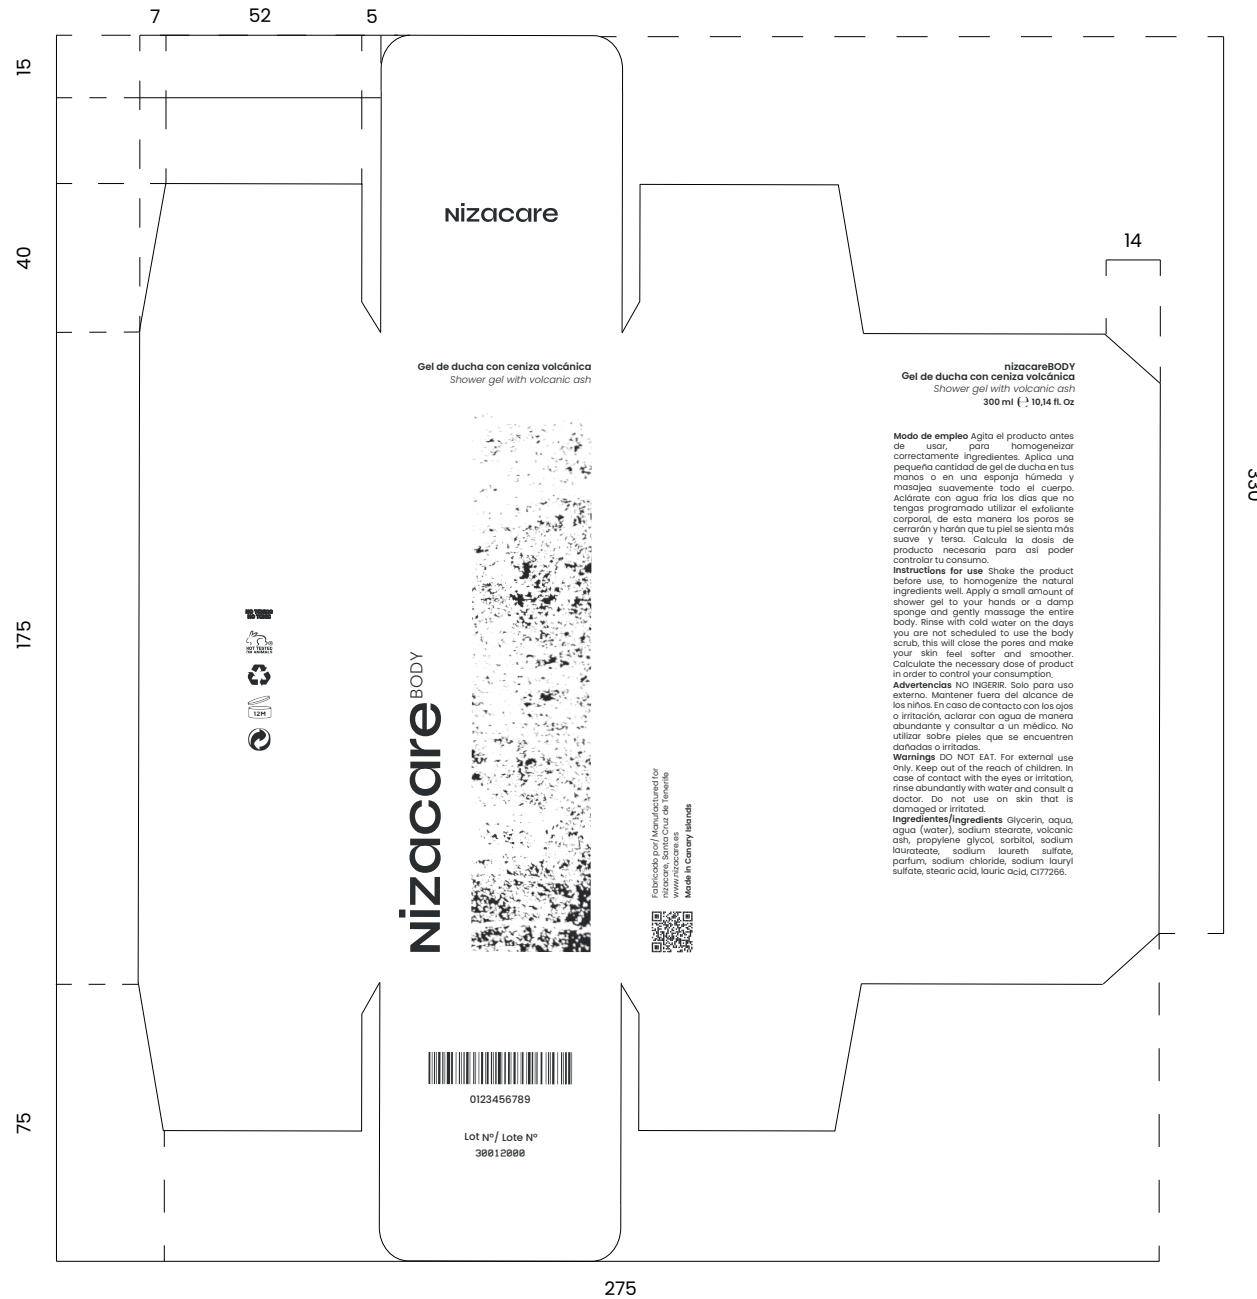 7
52
5
15
40
175
75
14
330
275
Nizacare
Gel de ducha con ceniza volcánica
Shower gel with volcanic ash
NizacareBODY
NOT TESTED
ON ANIMALS
12M
Fabricado por/ Manufactured for
nizacare, Santa Cruz de Tenerife
www.nizacare.es
Made in Canary Islands
nizacareBODY
Gel de ducha con ceniza volcánica
Shower gel with volcanic ash
300 ml ℮ 10,14 fl. Oz
Modo de empleo Agita el producto antes
de usar, para homogeneizar
correctamente ingredientes. Aplica una
pequeña cantidad de gel de ducha en tus
manos o en una esponja húmeda y
masajea suavemente todo el cuerpo.
Aclárate con agua fría los días que no
tengas programado utilizar el exfoliante
corporal, de esta manera los poros se
cerrarán y harán que tu piel se sienta más
suave y tersa. Calcula la dosis de
producto necesaria para así poder
controlar tu consumo.
Instructions for use Shake the product
before use, to homogenize the natural
ingredients well. Apply a small amount of
shower gel to your hands or a damp
sponge and gently massage the entire
body. Rinse with cold water on the days
you are not scheduled to use the body
scrub, this will close the pores and make
your skin feel softer and smoother.
Calculate the necessary dose of product
in order to control your consumption.
Advertencias NO INGERIR. Solo para uso
externo. Mantener fuera del alcance de
los niños. En caso de contacto con los ojos
o irritación, aclarar con agua de manera
abundante y consultar a un médico. No
utilizar sobre pieles que se encuentren
dañadas o irritadas.
Warnings DO NOT EAT. For external use
only. Keep out of the reach of children. In
case of contact with the eyes or irritation,
rinse abundantly with water and consult a
doctor. Do not use on skin that is
damaged or irritated.
Ingredientes/Ingredients Glycerin, aqua,
agua (water), sodium stearate, volcanic
ash, propylene glycol, sorbitol, sodium
laurateate, sodium laureth sulfate,
parfum, sodium chloride, sodium lauryl
sulfate, stearic acid, lauric acid, CI77266.
0123456789
Lot Nº/ Lote Nº
30012000